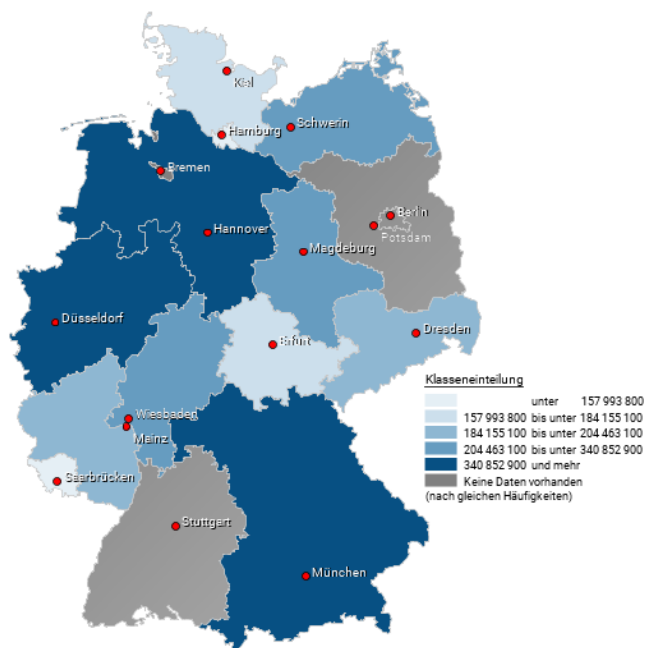 Kiel
Hamburg
Schwerin
Bremen
Berlin
Potsdam
Hannover
Magdeburg
Düsseldorf
Dresden
Erfurt
Wiesbaden
Mainz
Saarbrücken
Stuttgart
München
Klasseneinteilung
unter 157 993 800
157 993 800 bis unter 184 155 100
184 155 100 bis unter 204 463 100
204 463 100 bis unter 340 852 900
340 852 900 und mehr
Keine Daten vorhanden
(nach gleichen Häufigkeiten)